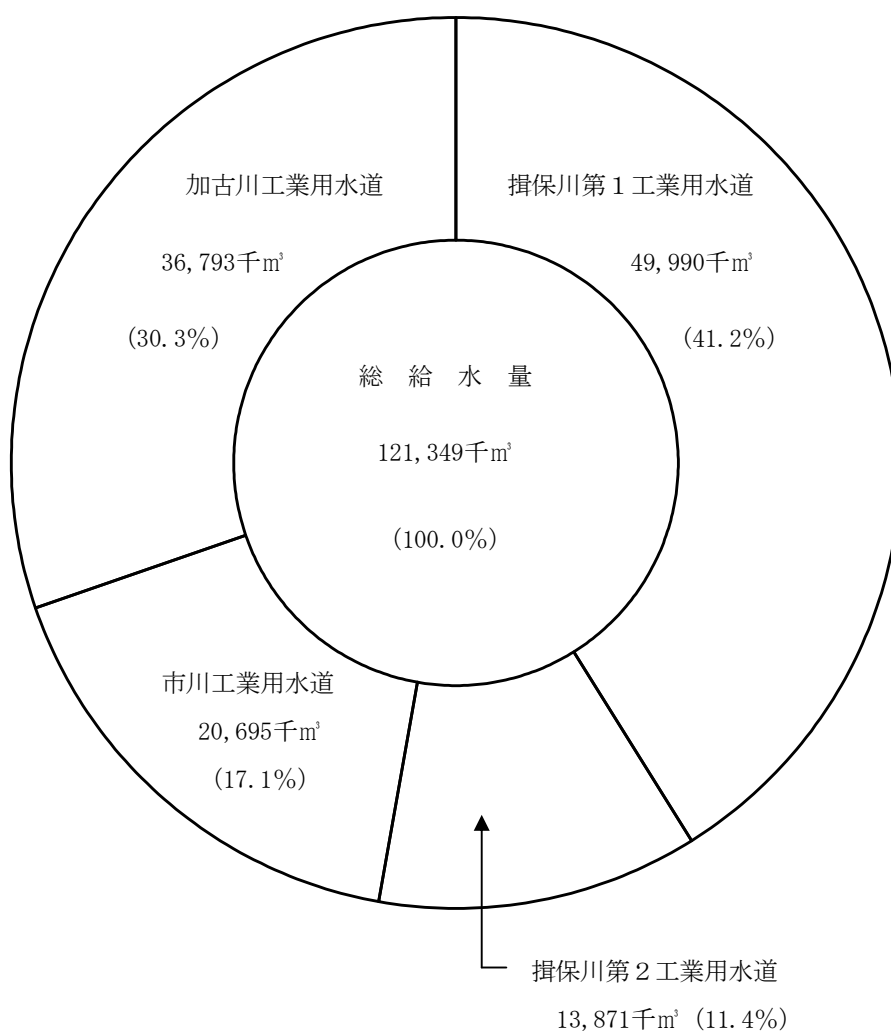 加古川工業用水道
36,793千㎥
(30.3%)
揖保川第1工業用水道
49,990千㎥
(41.2%)
総 給 水 量
121,349千㎥
(100.0%)
市川工業用水道
20,695千㎥
(17.1%)
揖保川第2工業用水道
13,871千㎥ (11.4%)